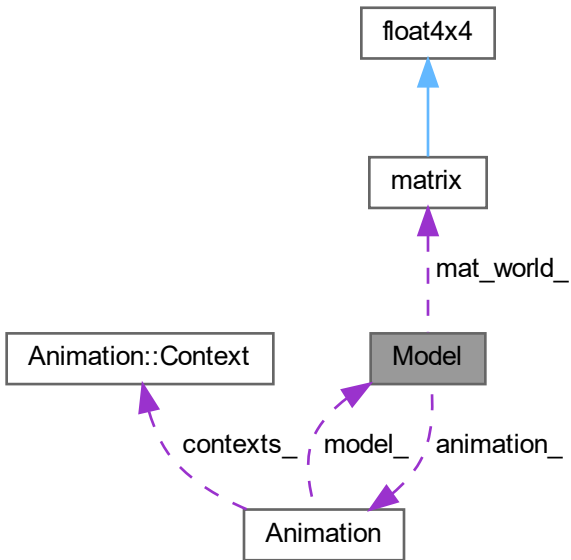 float4x4
matrix
mat_world_
Animation::Context
Model
contexts_
model_
animation_
Animation